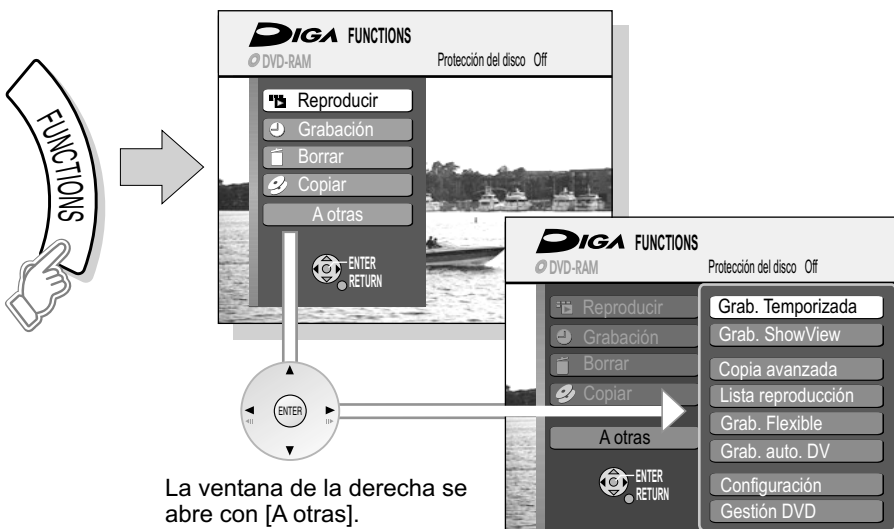 FUNCTIONS
DIGA FUNCTIONS
DVD-RAM
Protección del disco Off
Reproducir
Grabación
Borrar
Copiar
A otras
ENTER
RETURN
ENTER
La ventana de la derecha se
abre con [A otras].
DIGA FUNCTIONS
DVD-RAM
Protección del disco Off
Reproducir
Grabación
Borrar
Copiar
A otras
ENTER
RETURN
Grab. Temporizada
Grab. ShowView
Copia avanzada
Lista reproducción
Grab. Flexible
Grab. auto. DV
Configuración
Gestión DVD